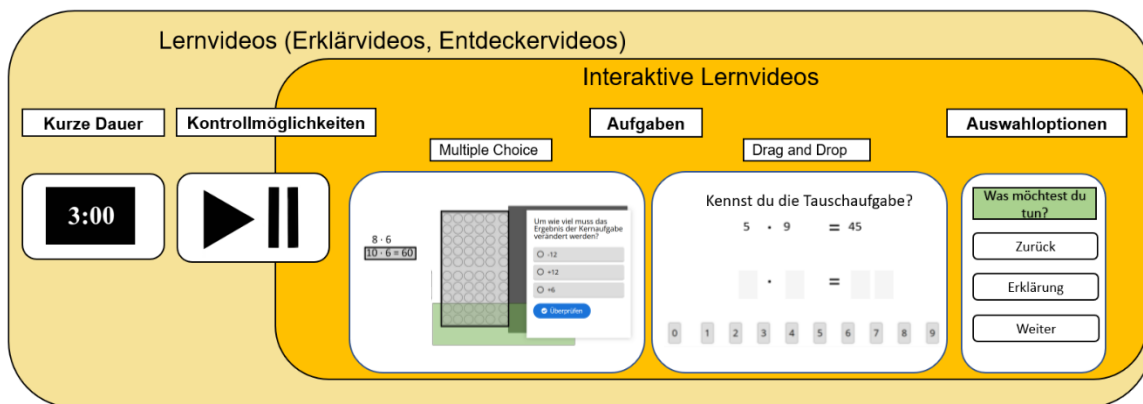 Lernvideos (Erklärvideos, Entdeckervideos)
Interaktive Lernvideos
Kurze Dauer
Kontrollmöglichkeiten
Aufgaben
Auswahloptionen
Multiple Choice
Drag and Drop
3:00
8 · 6
10 · 6 = 60
Um wie viel muss das
Ergebnis der Kernaufgabe
verändert werden?
-12
+12
+6
Überprüfen
Kennst du die Tauschaufgabe?
5 · 9 = 45
· =
0 1 2 3 4 5 6 7 8 9
Was möchtest du
tun?
Zurück
Erklärung
Weiter